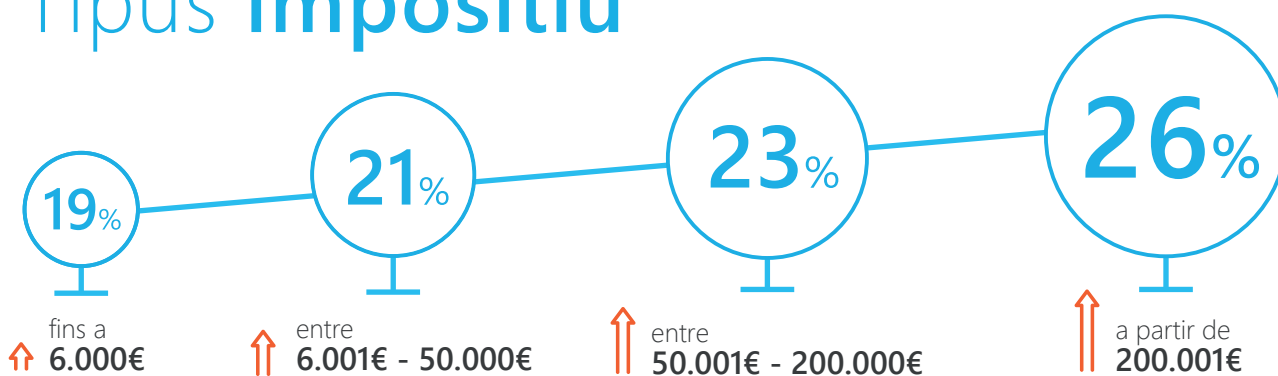 Tipus impositiu
19%
21%
23%
26%
fins a
6.000€
entre
6.001€ - 50.000€
entre
50.001€ - 200.000€
a partir de
200.001€